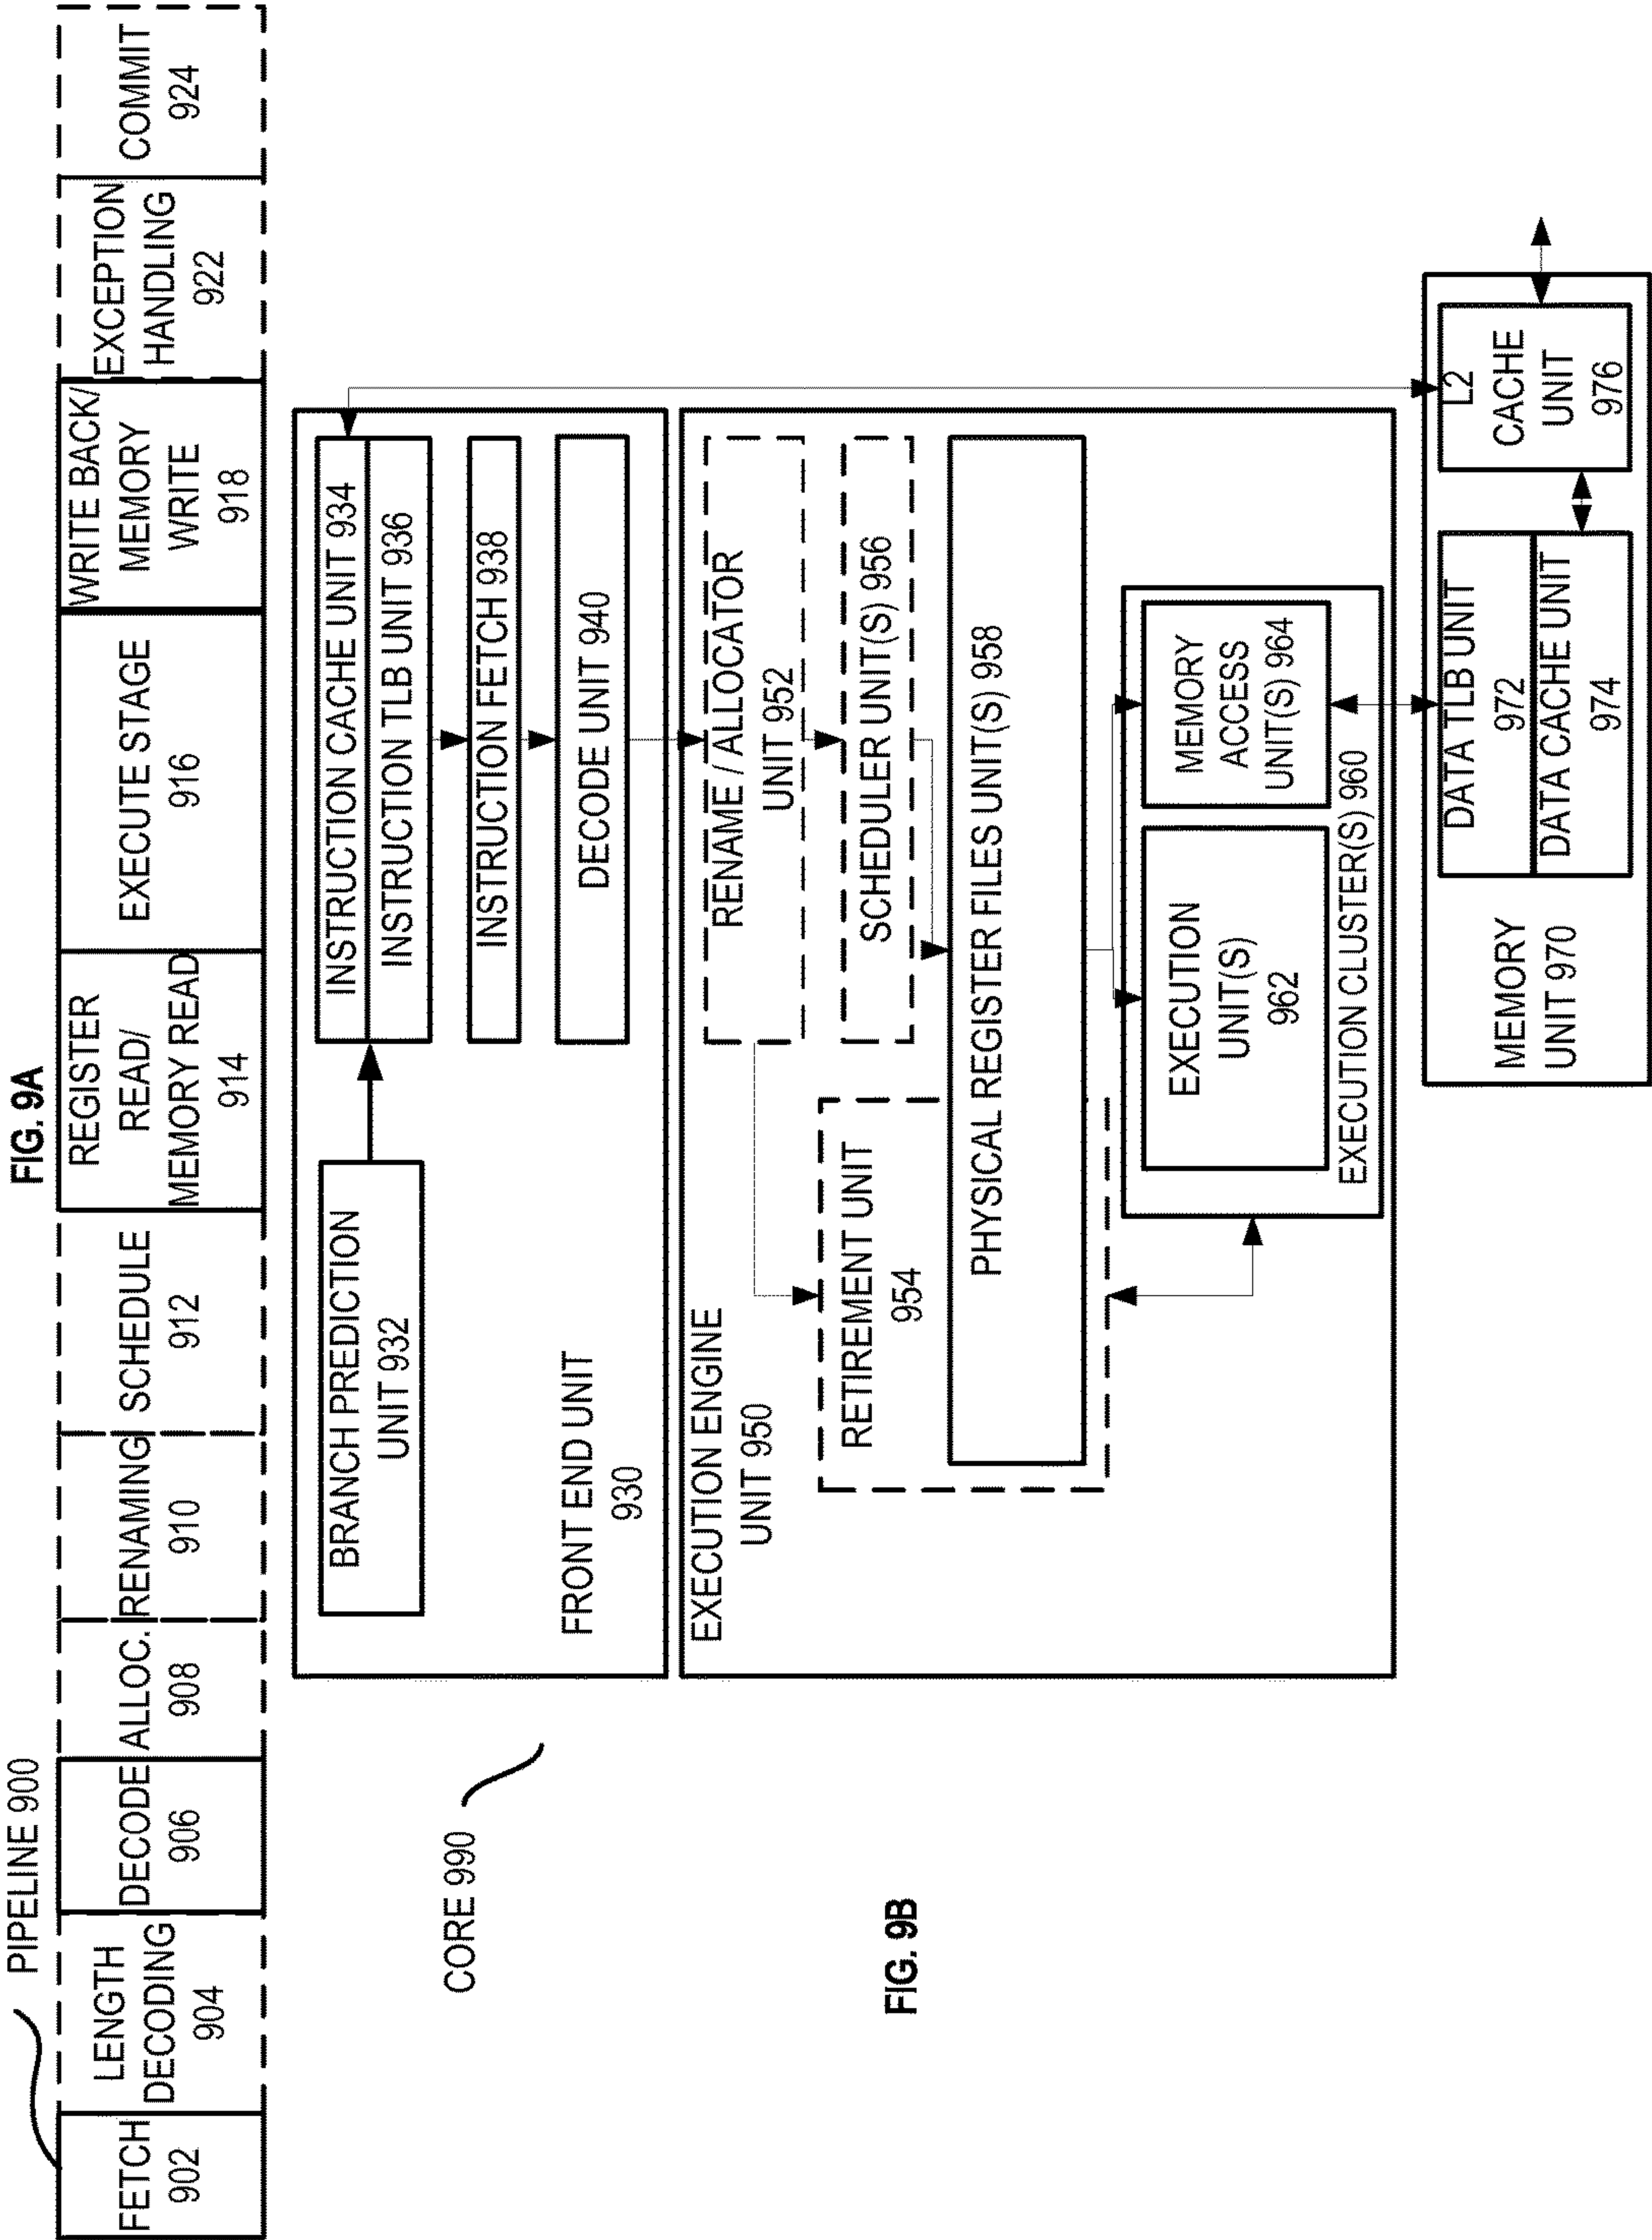 FIG. 9A
PIPELINE 900
FETCH
902
LENGTH
DECODING
904
DECODE
906
ALLOC.
908
RENAMING
910
SCHEDULE
912
REGISTER
READ/
MEMORY READ
914
EXECUTE STAGE
916
WRITE BACK/
MEMORY
WRITE
918
EXCEPTION
HANDLING
922
COMMIT
924
CORE 990
FIG. 9B
BRANCH PREDICTION
UNIT 932
INSTRUCTION CACHE UNIT 934
INSTRUCTION TLB UNIT 936
INSTRUCTION FETCH 938
DECODE UNIT 940
FRONT END UNIT
930
EXECUTION ENGINE
UNIT 950
RENAME / ALLOCATOR
UNIT 952
RETIREMENT UNIT
954
SCHEDULER UNIT(S) 956
PHYSICAL REGISTER FILES UNIT(S) 958
EXECUTION
UNIT(S)
962
MEMORY
ACCESS
UNIT(S) 964
EXECUTION CLUSTER(S) 960
MEMORY
UNIT 970
DATA TLB UNIT
972
DATA CACHE UNIT
974
L2
CACHE
UNIT
976